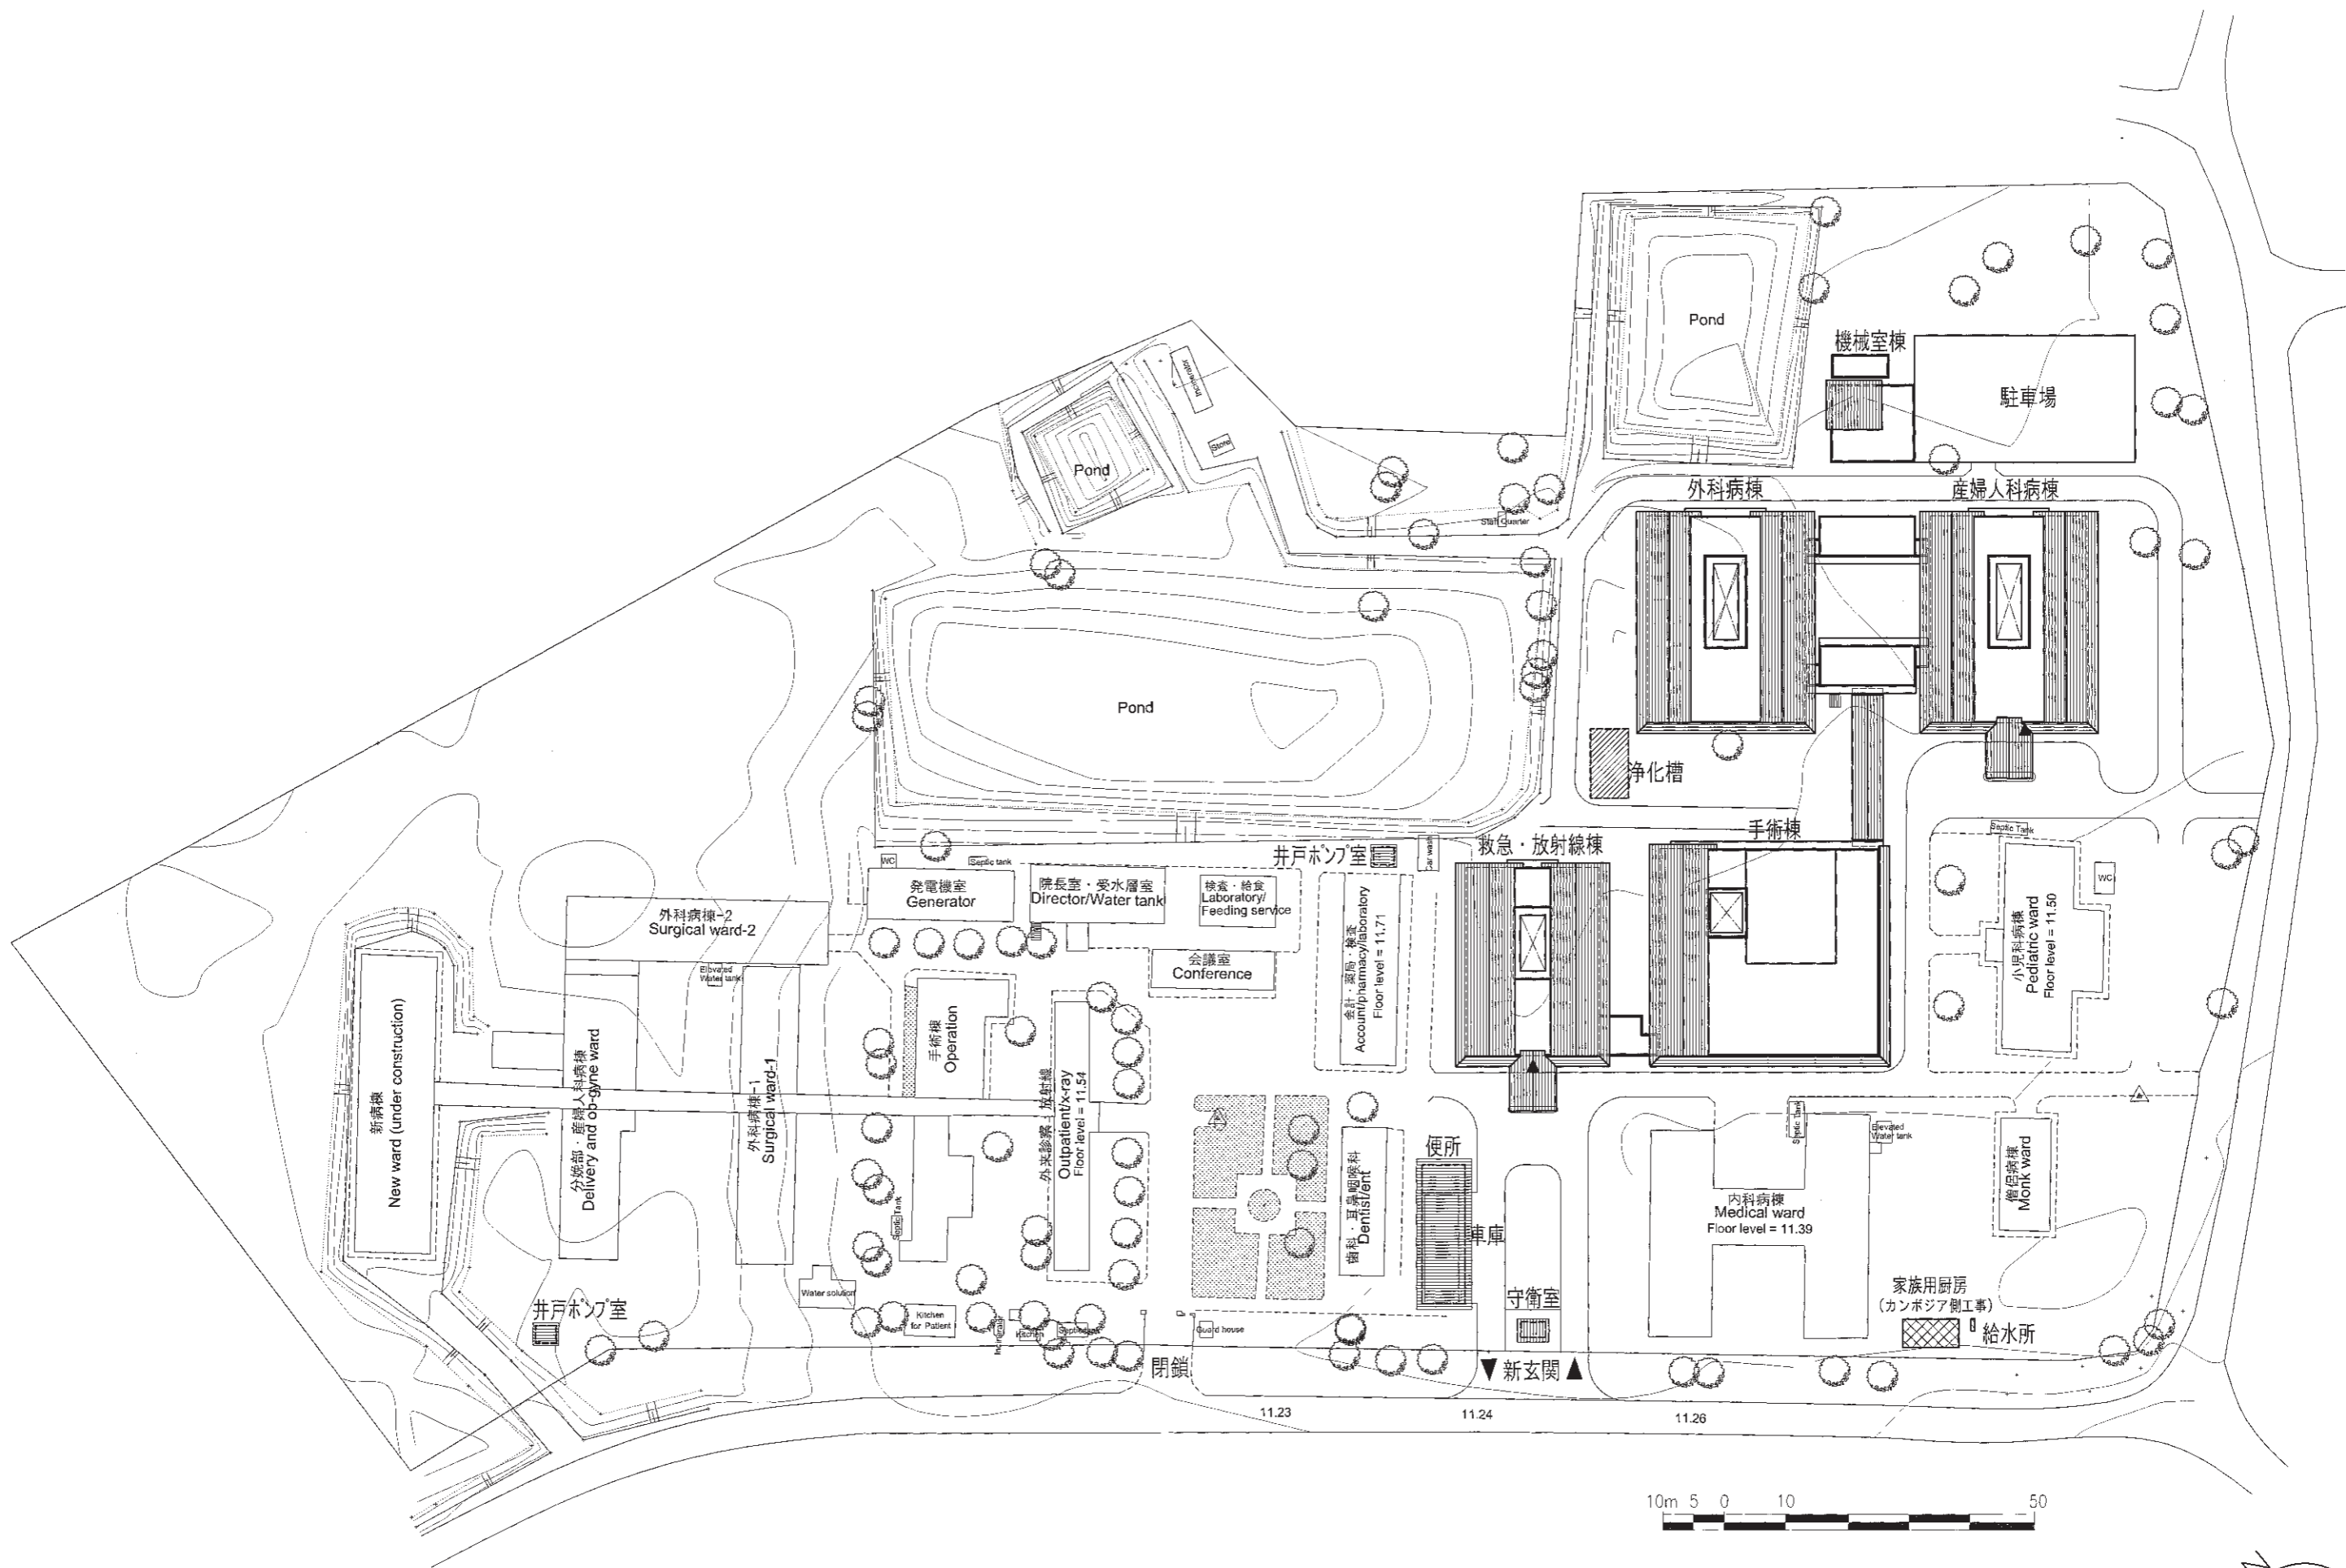 Pond
機械室棟
駐車場
Incinerator
Store
Pond
外科病棟
産婦人科病棟
Staff Quarter
Pond
浄化槽
手術棟
救急・放射線棟
井戸ポンプ室
Car wash
Septic Tank
WC
Septic tank
発電機室
Generator
院長室・受水層室
Director/Water tank
検査・給食
Laboratory/
Feeding service
会計・薬局・検査
Account/pharmacy/laboratory
Floor level = 11.71
小児科病棟
Pediatric ward
Floor level = 11.50
WC
外科病棟-2
Surgical ward-2
Elevated
Water tank
会議室
Conference
新病棟
New ward (under construction)
分娩部・産婦人科病棟
Delivery and ob-gyne ward
外科病棟-1
Surgical ward-1
手術棟
Operation
外来診察・放射線
Outpatient/x-ray
Floor level = 11.54
歯科・耳鼻咽喉科
Dentist/ent
便所
車庫
Septic Tank
Elevated
Water tank
内科病棟
Medical ward
Floor level = 11.39
僧侶病棟
Monk ward
Septic Tank
Water solution
井戸ポンプ室
Kitchen
for Patient
Kitchen
Guard house
守衛室
家族用厨房
(カンボジア側工事)
給水所
閉鎖
▼ 新玄関 ▲
11.23
11.24
11.26
10m 5 0 10 50